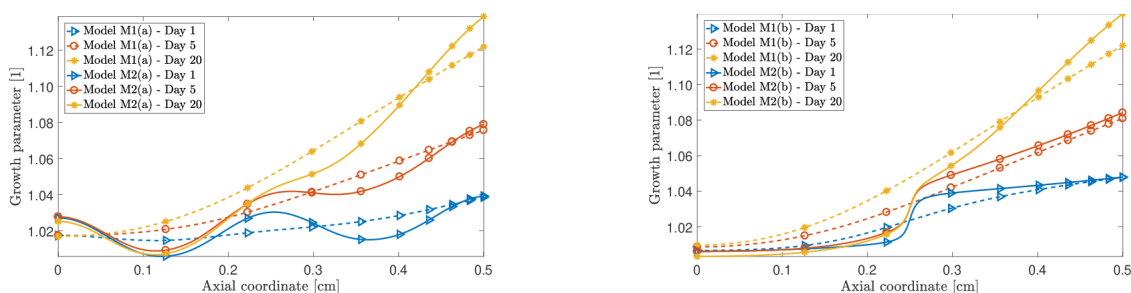 Growth parameter [1]
1.12
1.10
1.08
1.06
1.04
1.02
Model M1(a) - Day 1
Model M1(a) - Day 5
Model M1(a) - Day 20
Model M2(a) - Day 1
Model M2(a) - Day 5
Model M2(a) - Day 20
0 0.1 0.2 0.3 0.4 0.5
Axial coordinate [cm]
Growth parameter [1]
1.12
1.10
1.08
1.06
1.04
1.02
Model M1(b) - Day 1
Model M1(b) - Day 5
Model M1(b) - Day 20
Model M2(b) - Day 1
Model M2(b) - Day 5
Model M2(b) - Day 20
0 0.1 0.2 0.3 0.4 0.5
Axial coordinate [cm]